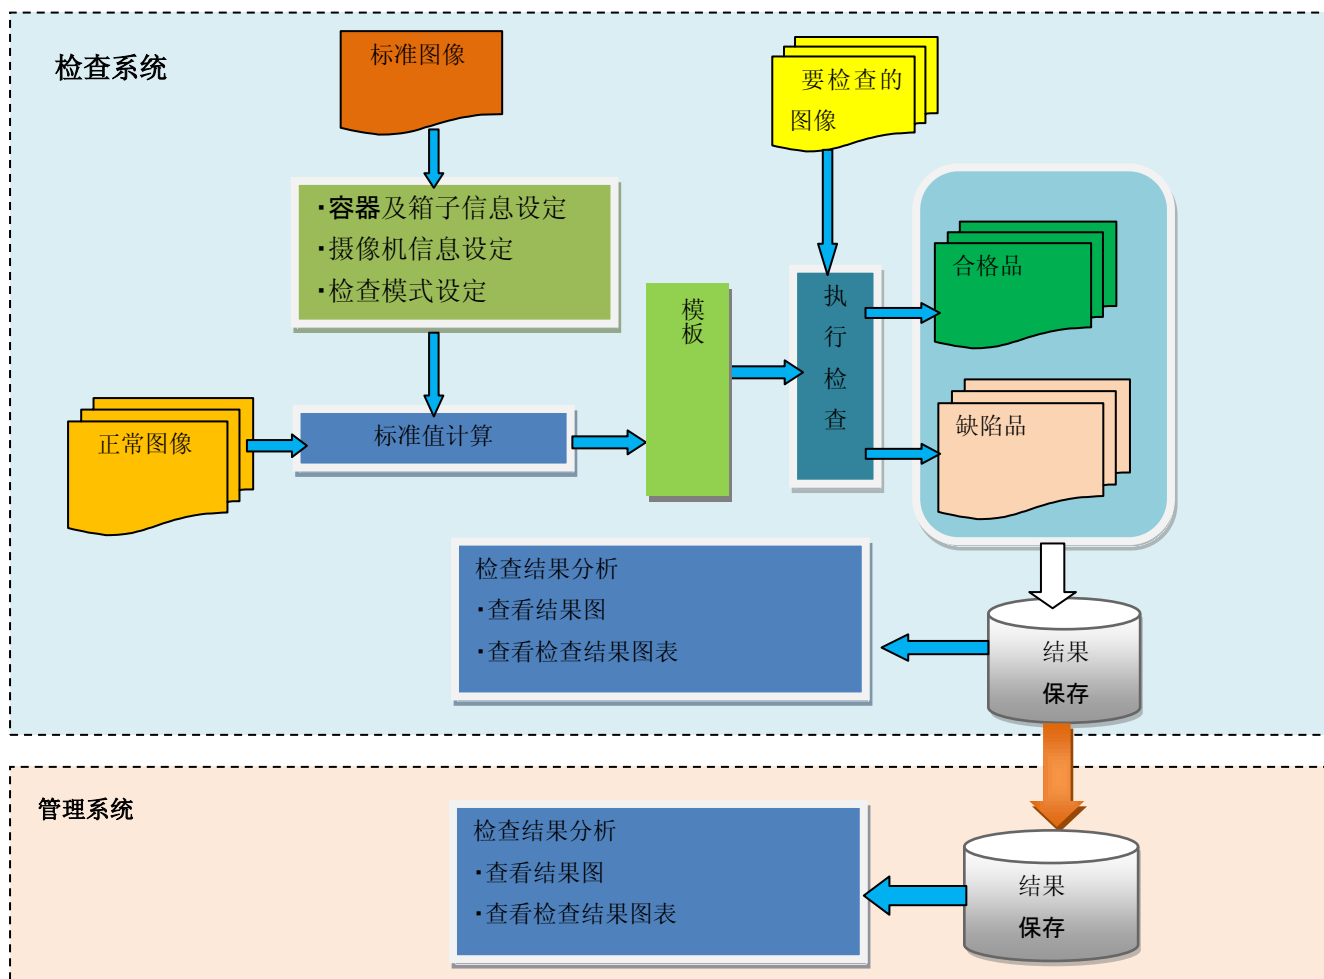 检查系统
标准图像
要检查的
图像
·容器及箱子信息设定
·摄像机信息设定
·检查模式设定
模
板
执
行
检
查
合格品
缺陷品
正常图像
标准值计算
检查结果分析
·查看结果图
·查看检查结果图表
结果
保存
管理系统
检查结果分析
·查看结果图
·查看检查结果图表
结果
保存